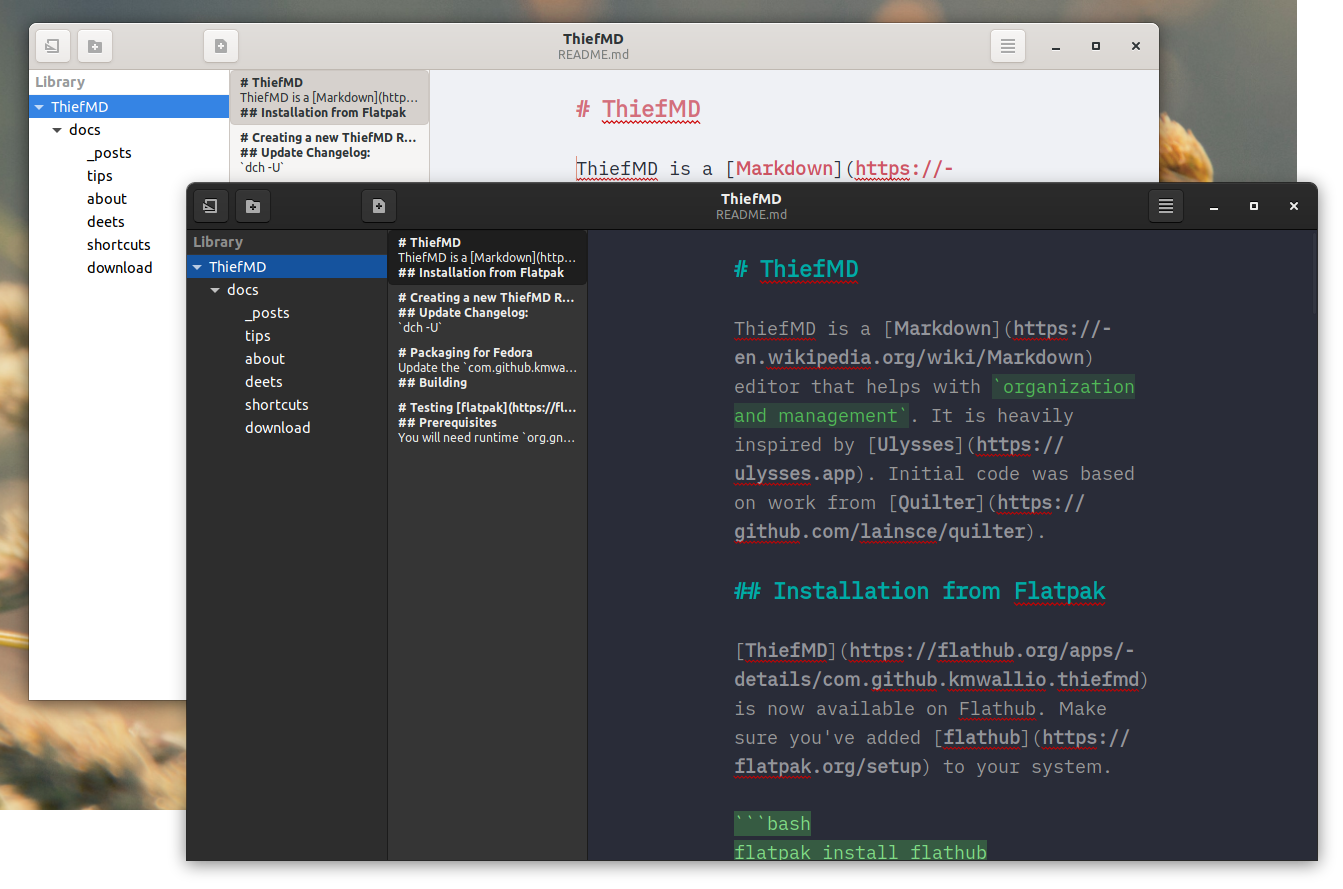 ThiefMD
README.md
Library
ThiefMD
docs
_posts
tips
about
deets
shortcuts
download
# ThiefMD
ThiefMD is a [Markdown](http...
## Installation from Flatpak
# Creating a new ThiefMD R...
## Update Changelog:
`dch -U`
# ThiefMD
ThiefMD is a [Markdown](https://-
ThiefMD
README.md
Library
ThiefMD
docs
_posts
tips
about
deets
shortcuts
download
# ThiefMD
ThiefMD is a [Markdown](http...
## Installation from Flatpak
# Creating a new ThiefMD R...
## Update Changelog:
`dch -U`
# Packaging for Fedora
Update the `com.github.kmwa...
## Building
# Testing [flatpak](https://fl...
## Prerequisites
You will need runtime `org.gn...
# ThiefMD
ThiefMD is a [Markdown](https://-
en.wikipedia.org/wiki/Markdown)
editor that helps with `organization
and management`. It is heavily
inspired by [Ulysses](https://
ulysses.app). Initial code was based
on work from [Quilter](https://
github.com/lainsce/quilter).
## Installation from Flatpak
[ThiefMD](https://flathub.org/apps/-
details/com.github.kmwallio.thiefmd)
is now available on Flathub. Make
sure you've added [flathub](https://
flatpak.org/setup) to your system.
```bash
flatpak install flathub